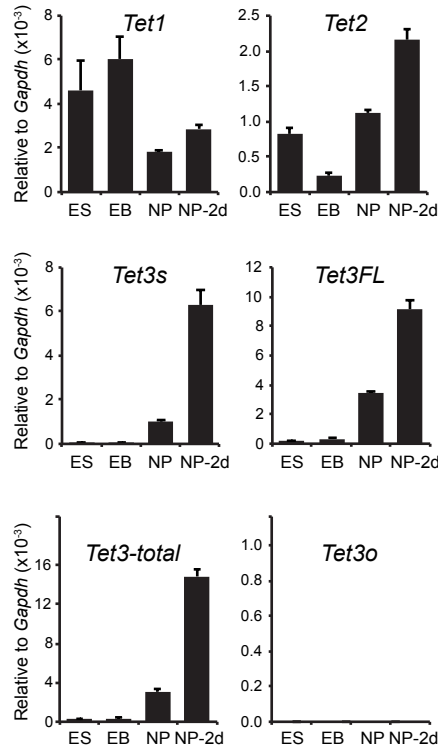 Tet1
Tet2
Relative to Gapdh (x10-3)
8
6
4
2
0
ES EB NP NP-2d
2.5
2.0
1.5
1.0
0.5
0.0
ES EB NP NP-2d
Tet3s
Tet3FL
Relative to Gapdh (x10-3)
8
6
4
2
0
ES EB NP NP-2d
12
10
8
6
4
2
0
ES EB NP NP-2d
Tet3-total
Tet3o
Relative to Gapdh (x10-3)
16
12
8
4
0
ES EB NP NP-2d
1.0
0.8
0.6
0.4
0.2
0.0
ES EB NP NP-2d